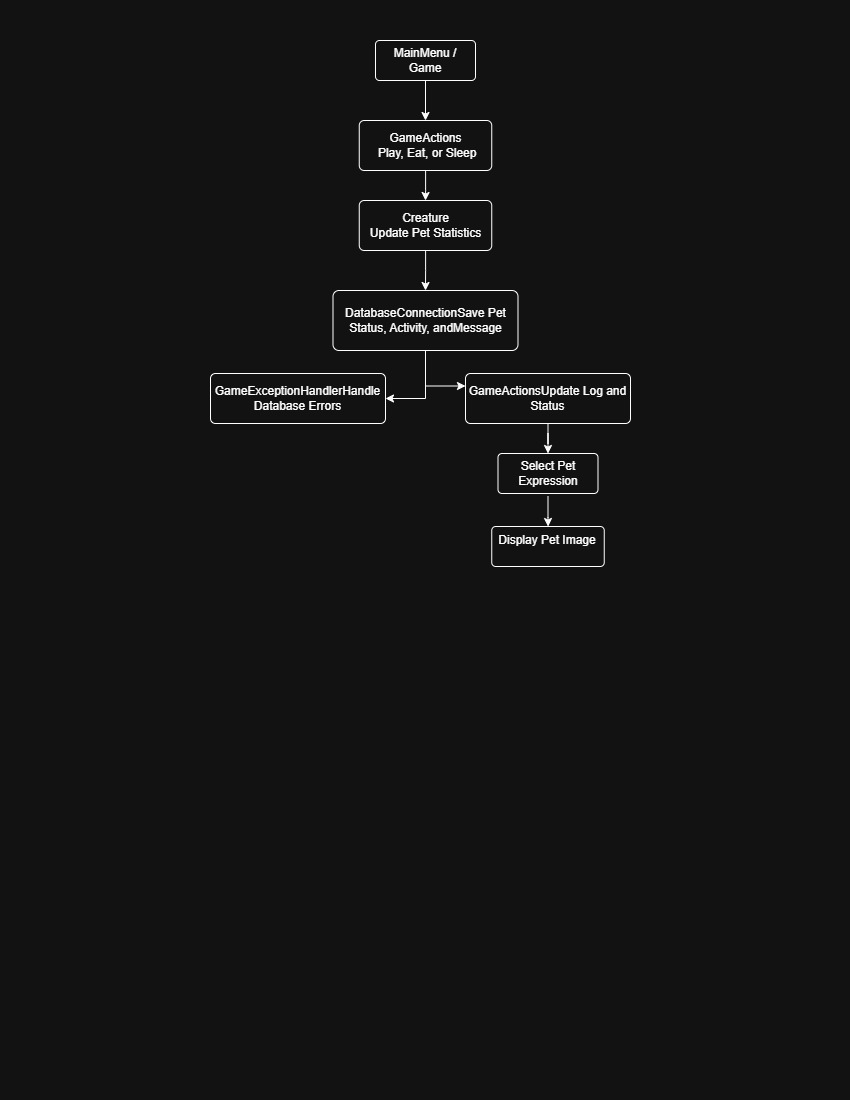 MainMenu /
Game
GameActions
Play, Eat, or Sleep
Creature
Update Pet Statistics
DatabaseConnectionSave Pet
Status, Activity, andMessage
GameExceptionHandlerHandle
Database Errors
GameActionsUpdate Log and
Status
Select Pet
Expression
Display Pet Image